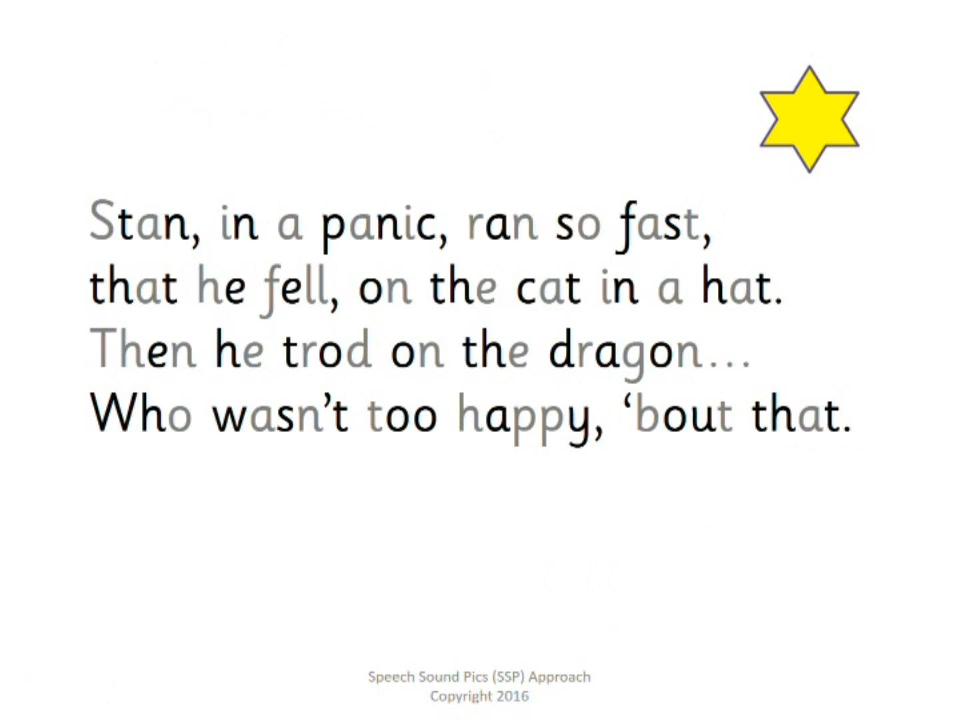 Stan, in a panic, ran so fast,
that he fell, on the cat in a hat.
Then he trod on the dragon...
Who wasn't too happy, ‘bout that.
Speech Sound Pics (SSP) Approach
Copyright 2016